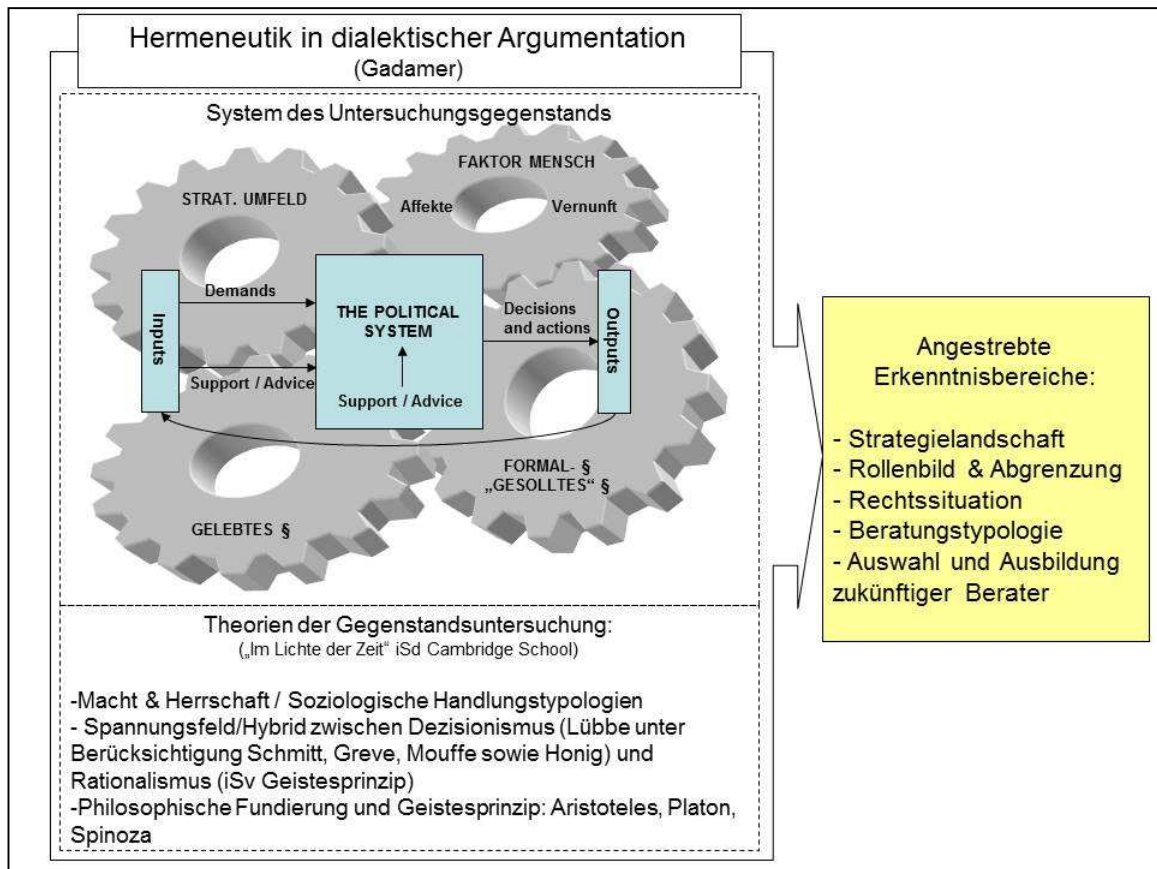 Hermeneutik in dialektischer Argumentation
(Gadamer)
System des Untersuchungsgegenstands
FAKTOR MENSCH
STRAT. UMFELD
Affekte
Vernunft
Inputs
Demands
THE POLITICAL
SYSTEM
Decisions
and actions
Outputs
Support / Advice
Support / Advice
FORMAL- §
„GESOLLTES“ §
GELEBTES §
Theorien der Gegenstandsuntersuchung:
(„Im Lichte der Zeit“ iSd Cambridge School)
-Macht & Herrschaft / Soziologische Handlungstypologien
- Spannungsfeld/Hybrid zwischen Dezisionismus (Lübbe unter
Berücksichtigung Schmitt, Greve, Mouffe sowie Honig) und
Rationalismus (iSv Geistesprinzip)
-Philosophische Fundierung und Geistesprinzip: Aristoteles, Platon,
Spinoza
Angestrebte
Erkenntnisbereiche:
- Strategielandschaft
- Rollenbild & Abgrenzung
- Rechtssituation
- Beratungstypologie
- Auswahl und Ausbildung
zukünftiger Berater